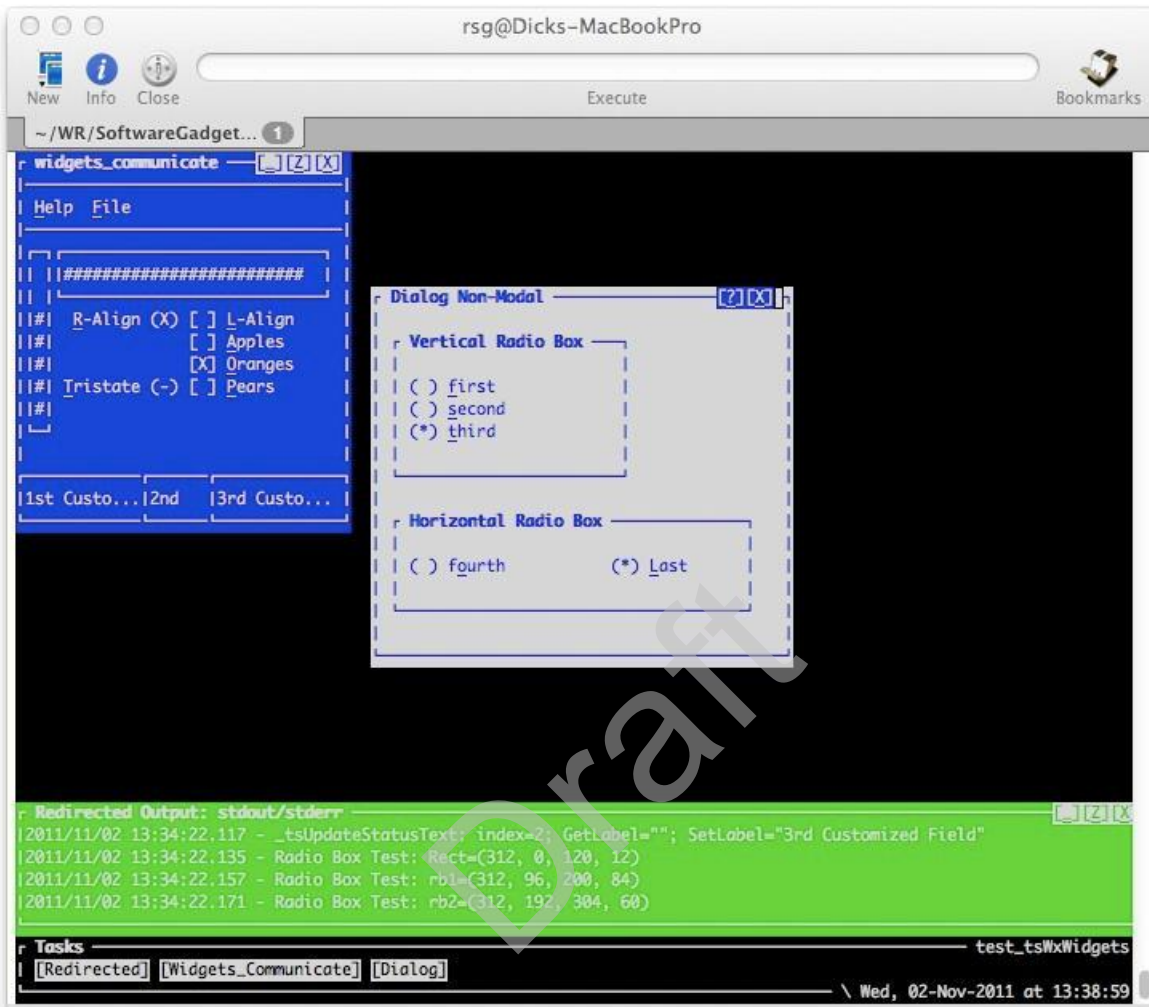 rsg@Dicks-MacBookPro
New Info Close Execute Bookmarks
~/WR/SoftwareGadget... 1
widgets_communicate [_][Z][X]
Help File
##########################
|#| R-Align (X) [ ] L-Align
|#| [ ] Apples
|#| [X] Oranges
|#| Tristate (-) [ ] Pears
|#|
|1st Custo...|2nd |3rd Custo... |
Dialog Non-Modal [?][X]
Vertical Radio Box
( ) first
( ) second
(*) third
Horizontal Radio Box
( ) fourth (*) Last
Redirected Output: stdout/stderr [_][Z][X
|2011/11/02 13:34:22.117 - _tsUpdateStatusText: index=2; GetLabel=""; SetLabel="3rd Customized Field"
|2011/11/02 13:34:22.135 - Radio Box Test: Rect=(312, 0, 120, 12)
|2011/11/02 13:34:22.157 - Radio Box Test: rb1=(312, 96, 200, 84)
|2011/11/02 13:34:22.171 - Radio Box Test: rb2=(312, 192, 304, 60)
Tasks test_tsWxWidgets
[Redirected] [Widgets_Communicate] [Dialog]
\ Wed, 02-Nov-2011 at 13:38:59
Draft